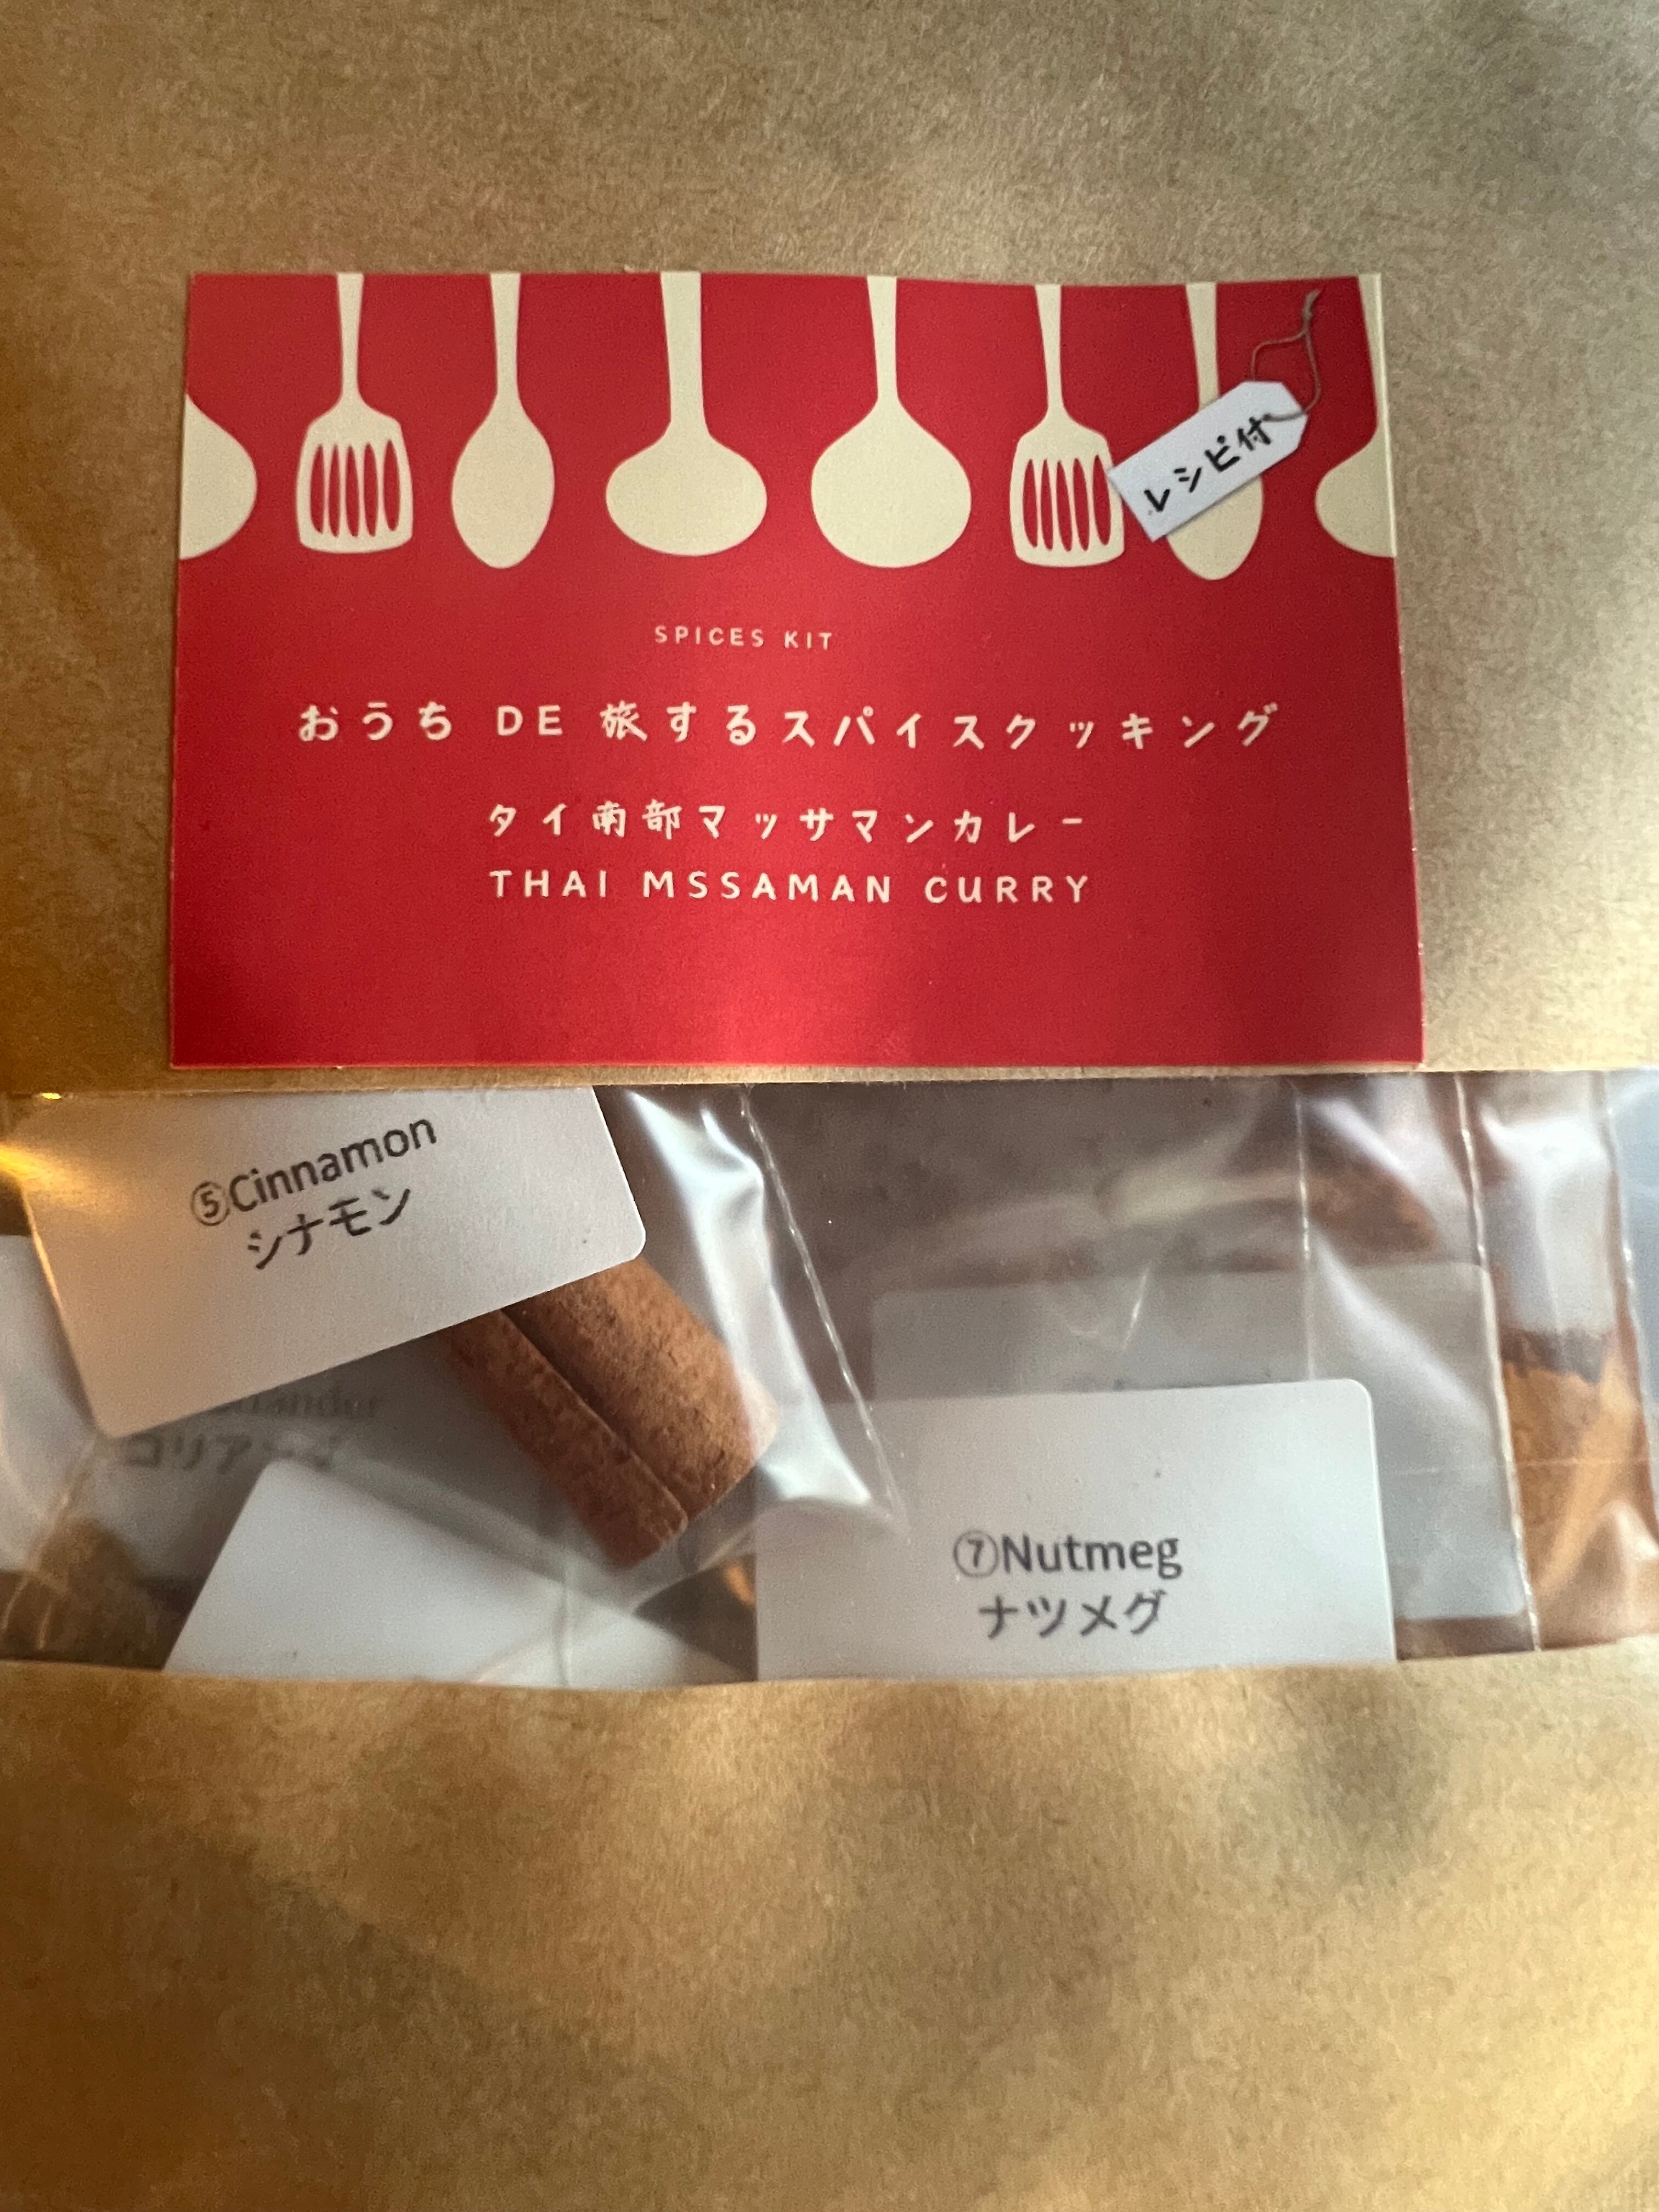 レシピ付
SPICES KIT
おうち DE 旅するスパイスクッキング
タイ南部マッサマンカレー
THAI MSSAMAN CURRY
⑤Cinnamon
シナモン
⑦Nutmeg
ナツメグ